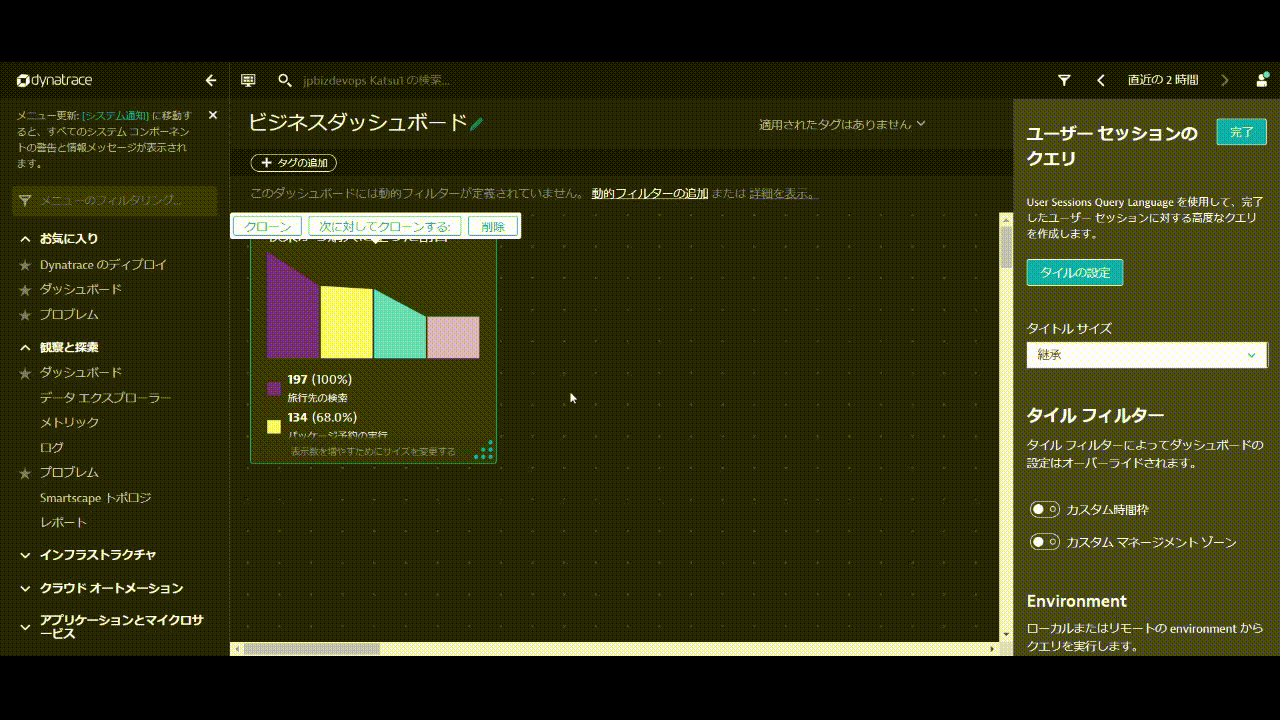 dynatrace
jpbizdevops Katsu1 の検索...
直近の 2 時間
メニュー更新: [システム通知] に移動す
ると、すべてのシステム コンポーネン
トの警告と情報メッセージが表示され
ます。
メニューのフィルタリング...
お気に入り
Dynatrace のデプロイ
ダッシュボード
プロブレム
観察と探索
ダッシュボード
データ エクスプローラー
メトリック
ログ
プロブレム
Smartscape トポロジ
レポート
インフラストラクチャ
クラウド オートメーション
アプリケーションとマイクロサ
ービス
ビジネスダッシュボード
適用されたタグはありません
タグの追加
このダッシュボードには動的フィルターが定義されていません。 動的フィルターの追加 または 詳細を表示。
クローン
次に対してクローンする:
削除
197 (100%)
旅行先の検索
134 (68.0%)
パッケージ予約の実行
表示数を増やすためにサイズを変更する
ユーザー セッションの
クエリ
完了
User Sessions Query Language を使用して、完了
したユーザー セッションに対する高度なクエリ
を作成します。
タイルの設定
タイトル サイズ
継承
タイル フィルター
タイル フィルターによってダッシュボードの
設定はオーバーライドされます。
カスタム時間枠
カスタム マネージメント ゾーン
Environment
ローカルまたはリモートの environment から
クエリを実行します。